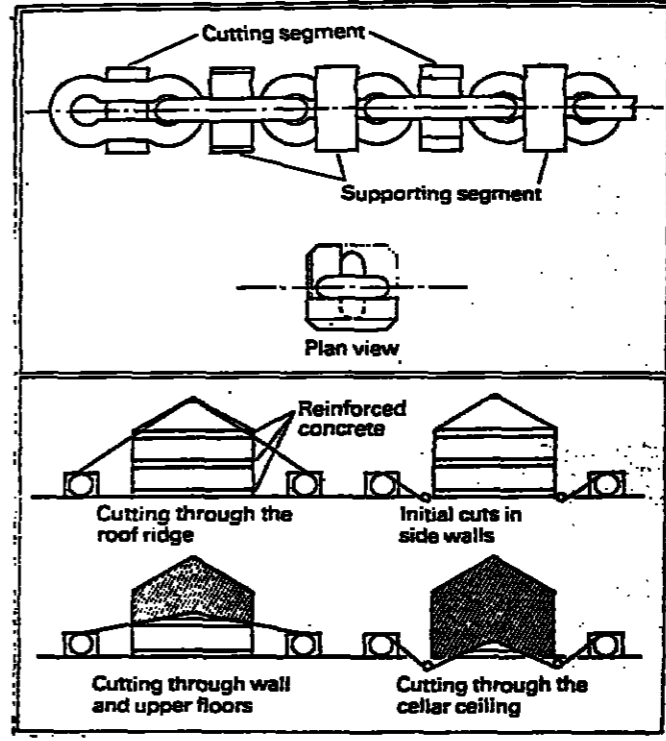 Cutting segment
Supporting segment
Plan view
Reinforced
concrete
Cutting through the
roof ridge
Initial cuts in
side walls
Cutting through wall
and upper floors
Cutting through the
cellar ceiling